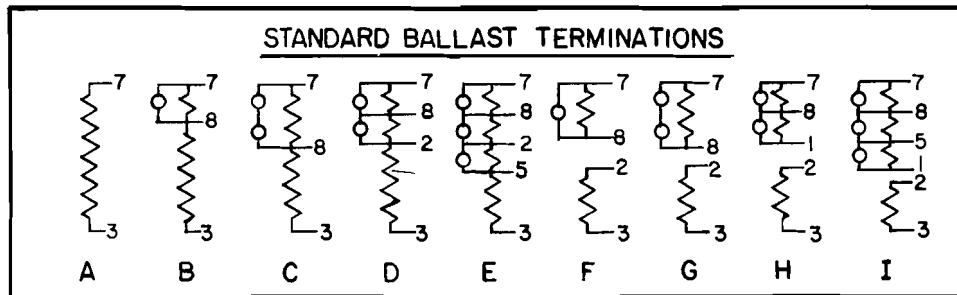 STANDARD BALLAST TERMINATIONS
7 7 7 7 7 7 7 7 7
8 8 8 8 8 8
2 2 8 8 1 5
5 2 2 2 1
2
3 3 3 3 3 3 3 3 3
A B C D E F G H I